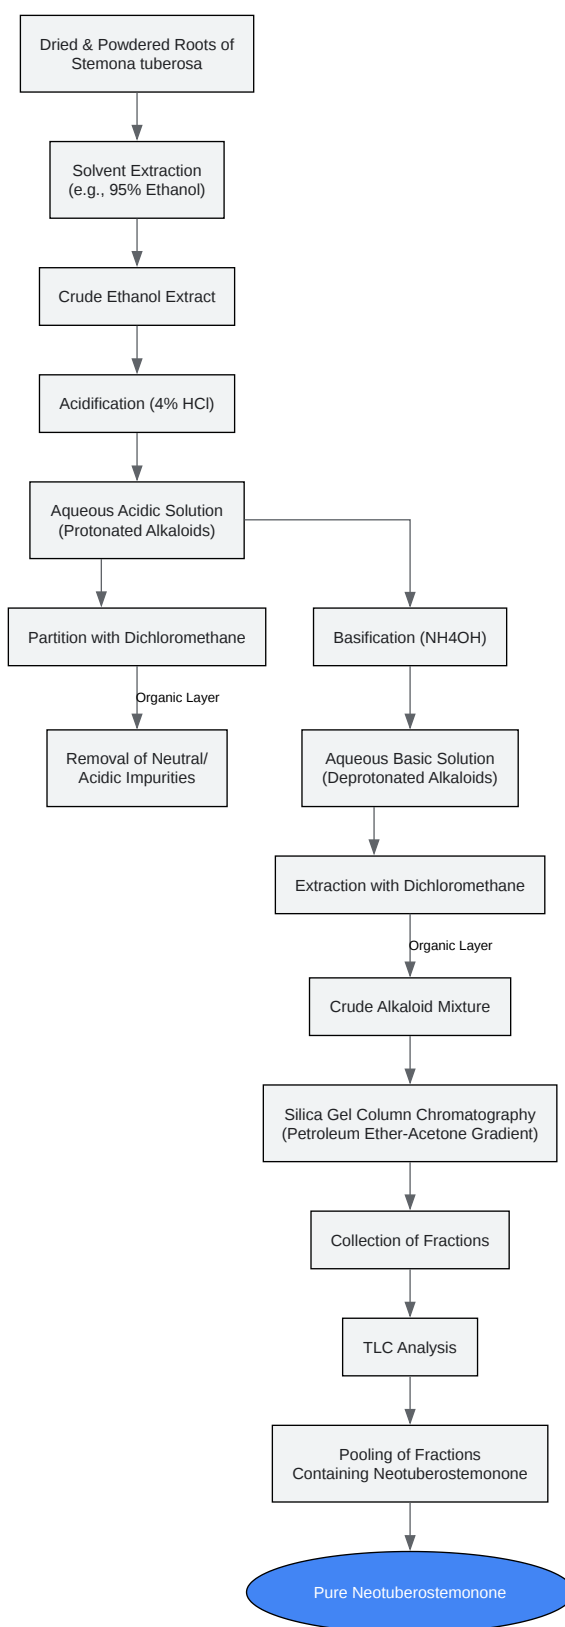 Dried & Powdered Roots of
Stemona tuberosa
Solvent Extraction
(e.g., 95% Ethanol)
Crude Ethanol Extract
Acidification (4% HCl)
Aqueous Acidic Solution
(Protonated Alkaloids)
Partition with Dichloromethane
Organic Layer
Removal of Neutral/
Acidic Impurities
Basification (NH4OH)
Aqueous Basic Solution
(Deprotonated Alkaloids)
Extraction with Dichloromethane
Organic Layer
Crude Alkaloid Mixture
Silica Gel Column Chromatography
(Petroleum Ether-Acetone Gradient)
Collection of Fractions
TLC Analysis
Pooling of Fractions
Containing Neotuberostemonone
Pure Neotuberostemonone